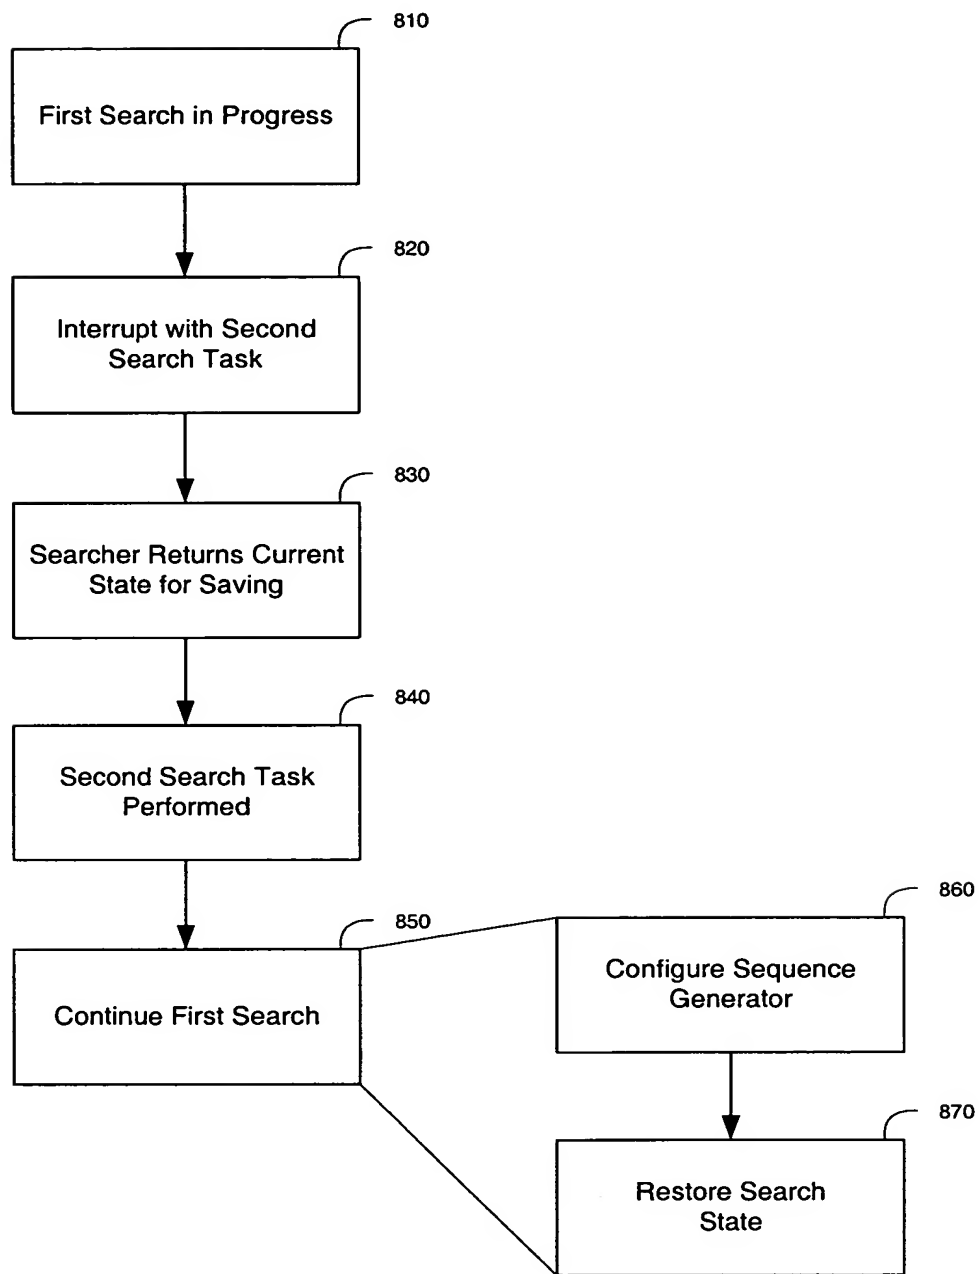 810
First Search in Progress
820
Interrupt with Second
Search Task
830
Searcher Returns Current
State for Saving
840
Second Search Task
Performed
850
Continue First Search
860
Configure Sequence
Generator
870
Restore Search
State